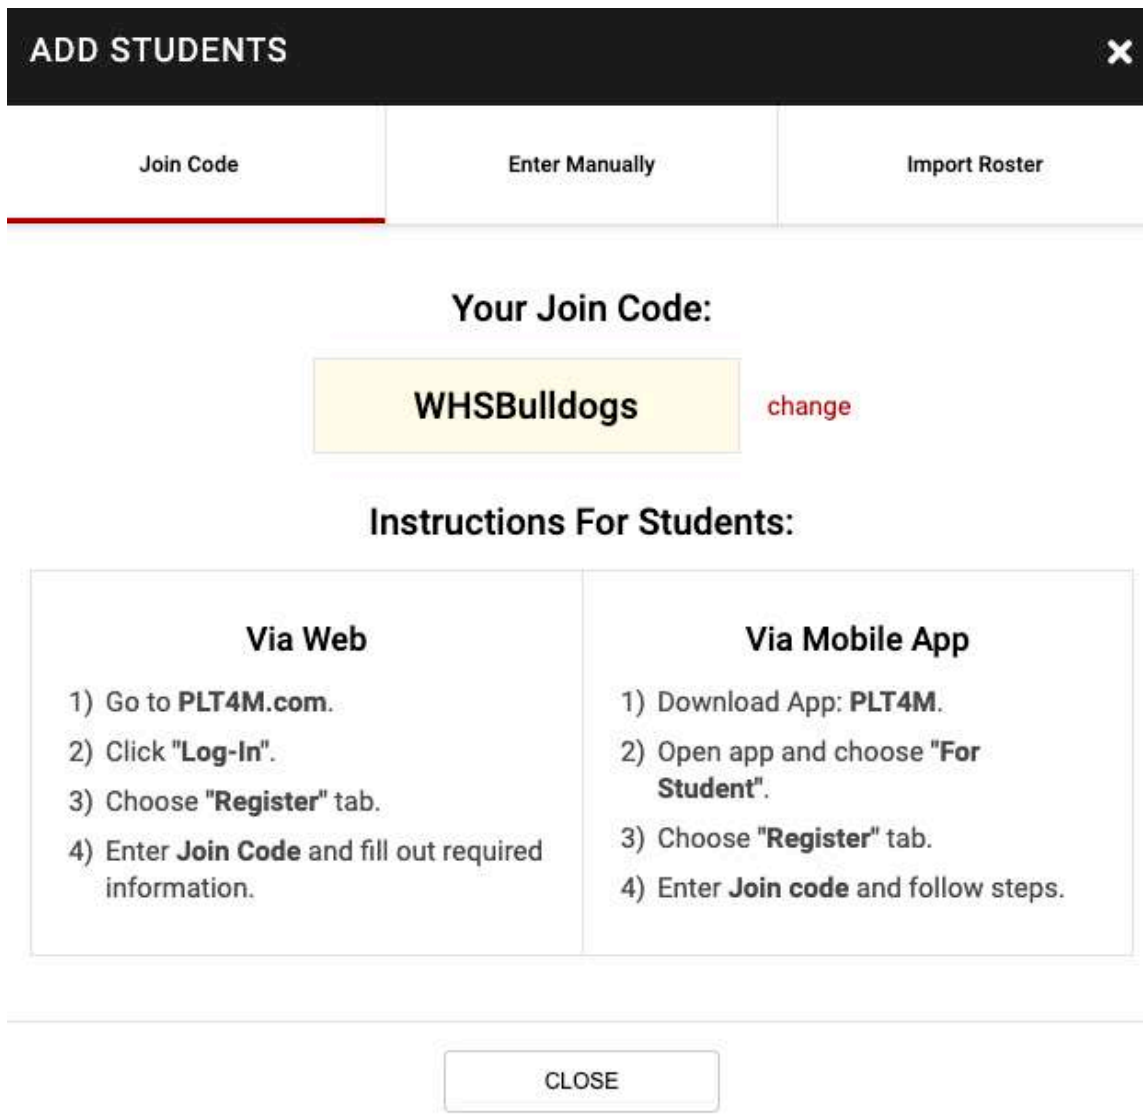 ADD STUDENTS
Join Code
Enter Manually
Import Roster
Your Join Code:
WHSBulldogs
change
Instructions For Students:
Via Web
1) Go to PLT4M.com.
2) Click "Log-In".
3) Choose "Register" tab.
4) Enter Join Code and fill out required
information.
Via Mobile App
1) Download App: PLT4M.
2) Open app and choose "For
Student".
3) Choose "Register" tab.
4) Enter Join code and follow steps.
CLOSE